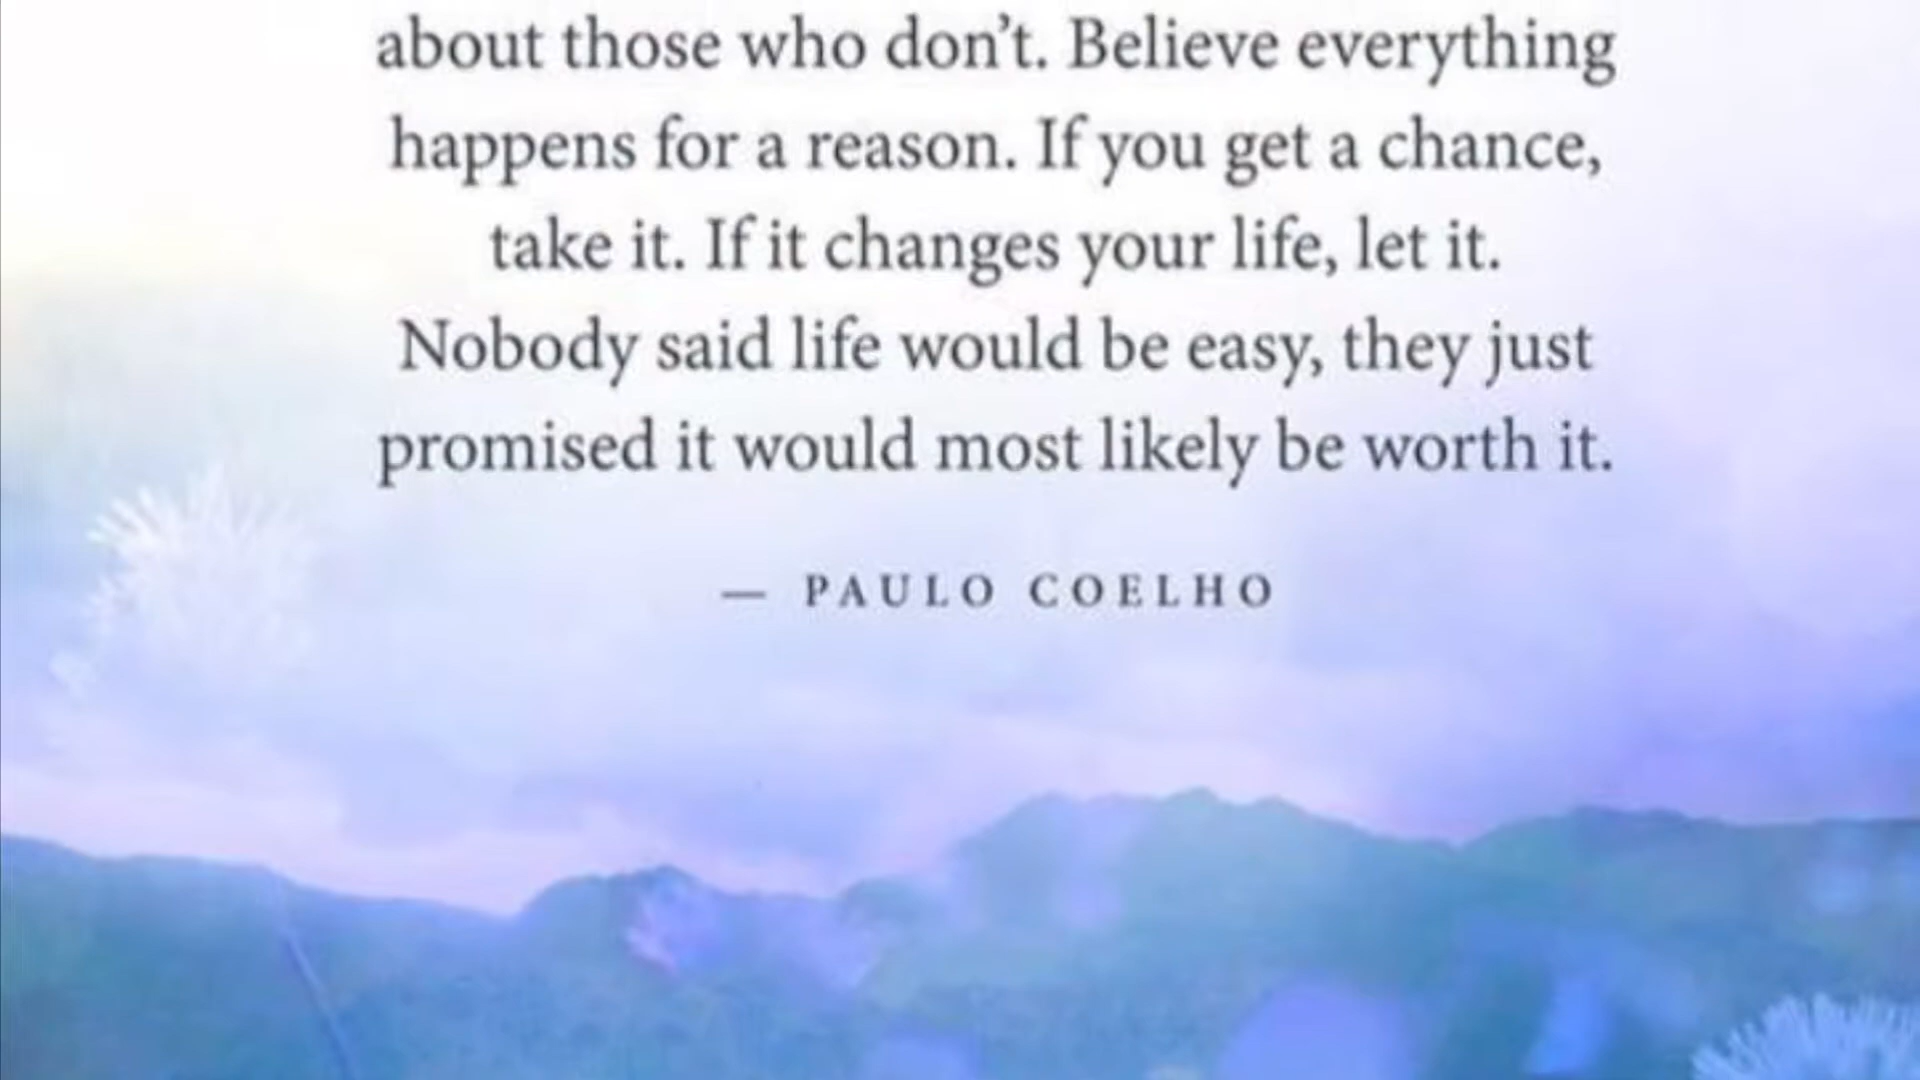 about those who don't. Believe everything
happens for a reason. If you get a chance,
take it. If it changes your life, let it.
Nobody said life would be easy, they just
promised it would most likely be worth it.
— PAULO COELHO